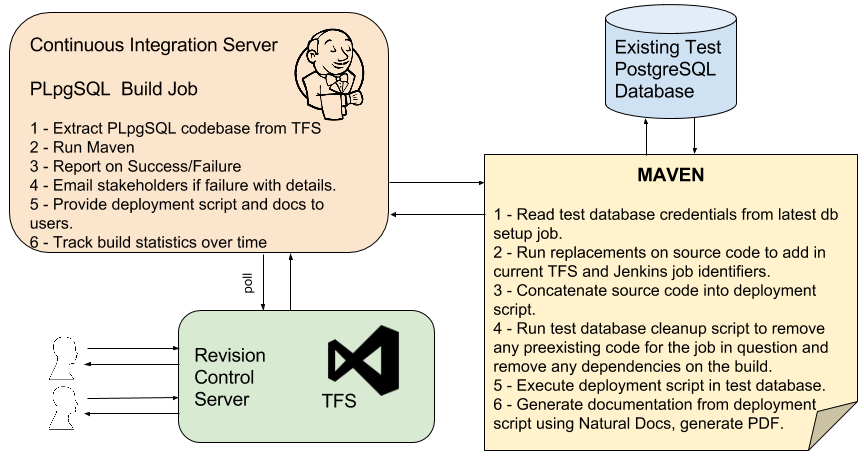 Continuous Integration Server
PLpgSQL  Build Job
1 - Extract PLpgSQL codebase from TFS
2 - Run Maven
3 - Report on Success/Failure
4 - Email stakeholders if failure with details.
5 - Provide deployment script and docs to
users.
6 - Track build statistics over time
Existing Test
PostgreSQL
Database
MAVEN
1 - Read test database credentials from latest db
setup job.
2 - Run replacements on source code to add in
current TFS and Jenkins job identifiers.
3 - Concatenate source code into deployment
script.
4 - Run test database cleanup script to remove
any preexisting code for the job in question and
remove any dependencies on the build.
5 - Execute deployment script in test database.
6 - Generate documentation from deployment
script using Natural Docs, generate PDF.
poll
Revision
Control
Server
TFS